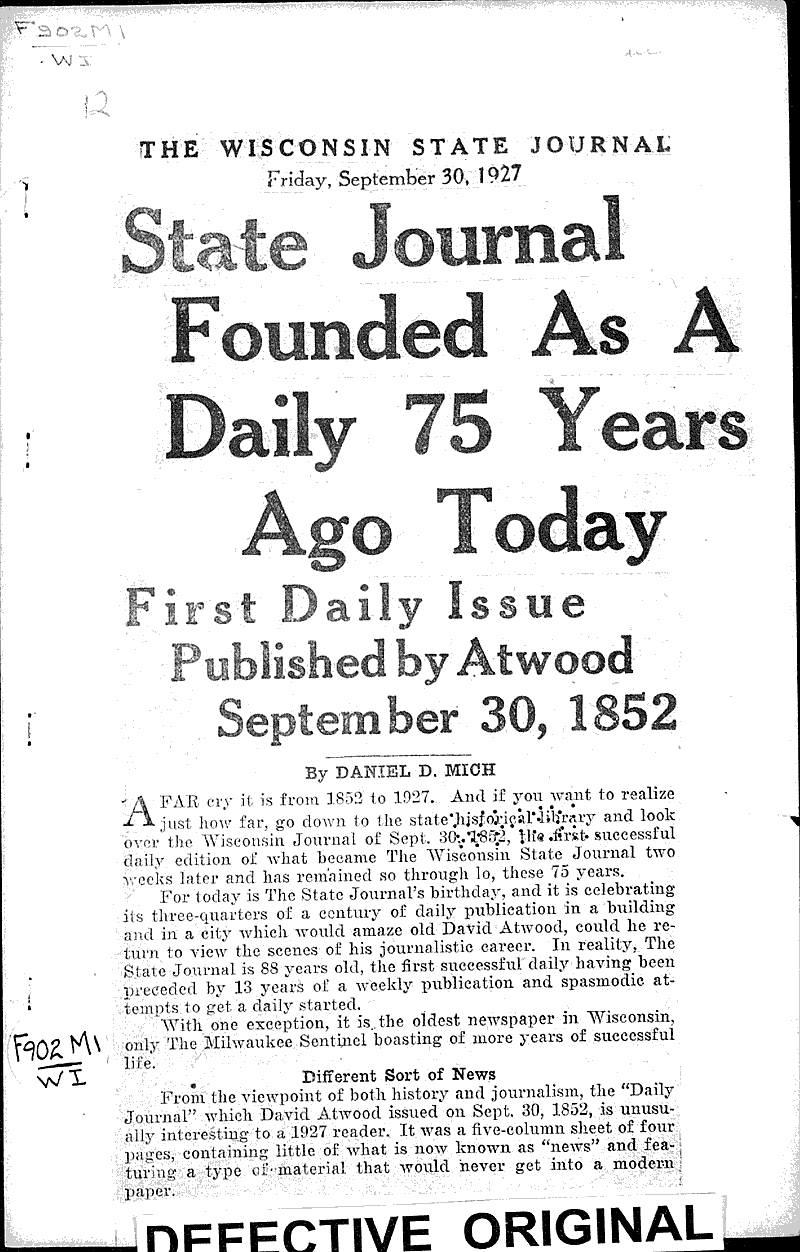 F902M1
WI
12
THE WISCONSIN STATE JOURNAL
Friday, September 30, 1927
State Journal
Founded As A
Daily 75 Years
Ago Today
First Daily Issue
Published by Atwood
September 30, 1852
By DANIEL D. MICH
A FAR cry it is from 1852 to 1927. And if you want to realize
just how far, go down to the state historical library and look
over the Wisconsin Journal of Sept. 30, 1852, the first successful
daily edition of what became The Wisconsin State Journal two
weeks later and has remained so through lo, these 75 years.
For today is The State Journal's birthday, and it is celebrating
its three-quarters of a century of daily publication in a building
and in a city which would amaze old David Atwood, could he re-
turn to view the scenes of his journalistic career. In reality, The
State Journal is 88 years old, the first successful daily having been
preceded by 13 years of a weekly publication and spasmodic at-
tempts to get a daily started.
With one exception, it is the oldest newspaper in Wisconsin,
only The Milwaukee Sentinel boasting of more years of successful
life.
Different Sort of News
From the viewpoint of both history and journalism, the "Daily
Journal" which David Atwood issued on Sept. 30, 1852, is unusu-
ally interesting to a 1927 reader. It was a five-column sheet of four
pages, containing little of what is now known as "news" and fea-
turing a type of material that would never get into a modern
paper.
F902 M1
WI
DEFECTIVE ORIGINAL